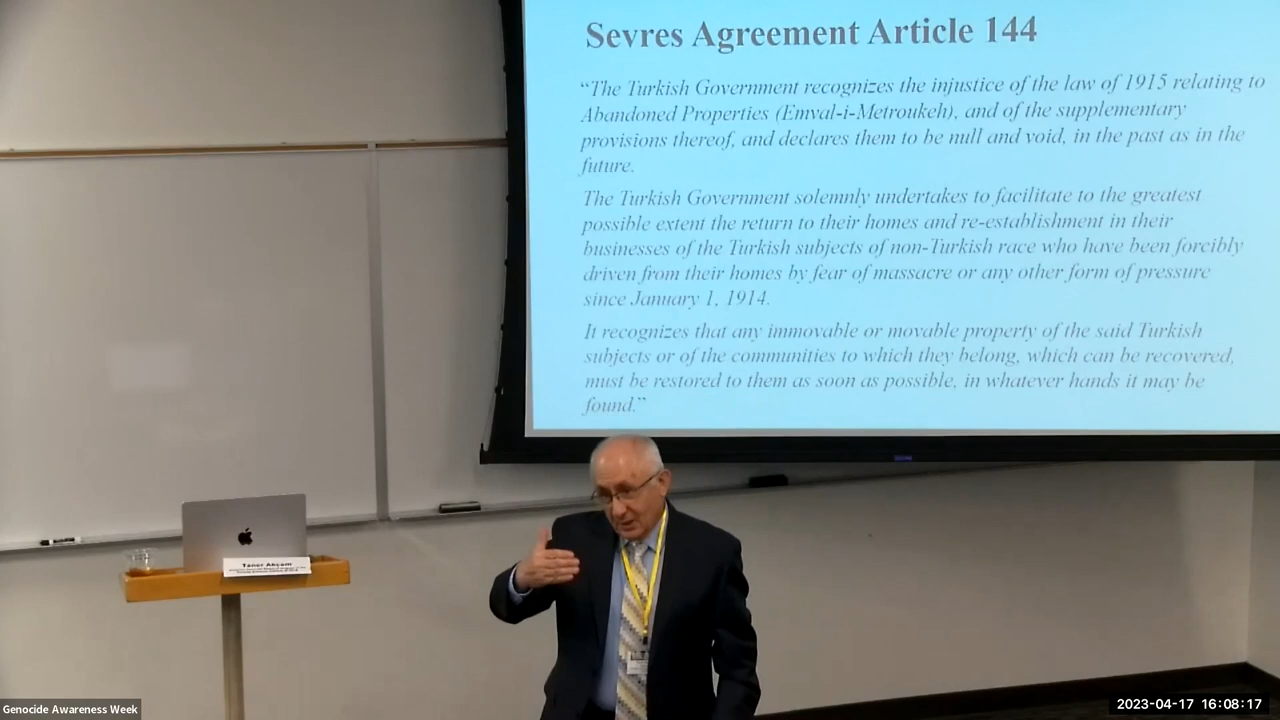 Sevres Agreement Article 144
“The Turkish Government recognizes the injustice of the law of 1915 relating to
Abandoned Properties (Emval-i-Metroukeh), and of the supplementary
provisions thereof, and declares them to be null and void, in the past as in the
future.
The Turkish Government solemnly undertakes to facilitate to the greatest
possible extent the return to their homes and re-establishment in their
businesses of the Turkish subjects of non-Turkish race who have been forcibly
driven from their homes by fear of massacre or any other form of pressure
since January 1, 1914.
It recognizes that any immovable or movable property of the said Turkish
subjects or of the communities to which they belong, which can be recovered,
must be restored to them as soon as possible, in whatever hands it may be
found.”
Taner Akçam
Genocide Awareness Week
2023-04-17 16:08:17